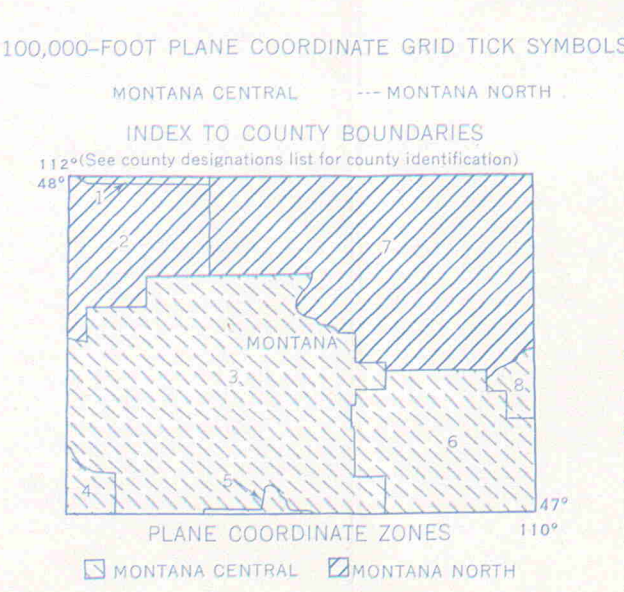 100,000-FOOT PLANE COORDINATE GRID TICK SYMBOLS
MONTANA CENTRAL --- MONTANA NORTH
INDEX TO COUNTY BOUNDARIES
112° (See county designations list for county identification)
48°
1
2
7
MONTANA
3
8
6
5
4
47°
PLANE COORDINATE ZONES 110°
MONTANA CENTRAL MONTANA NORTH